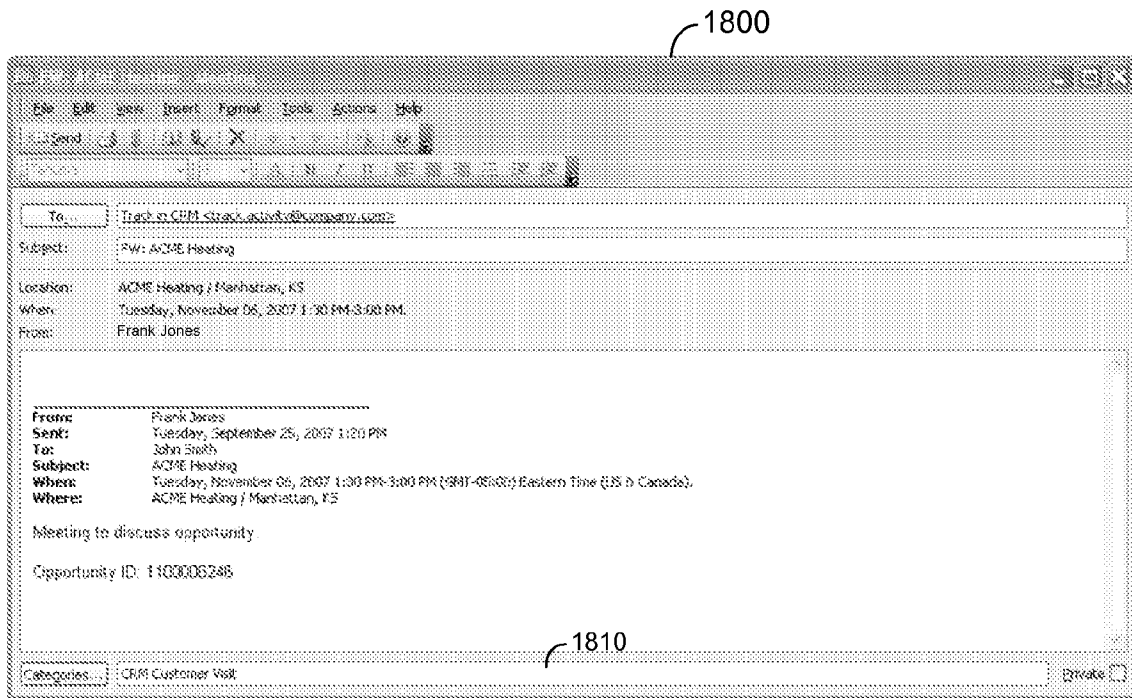 1800
File Edit View Insert Format Tools Actions Help
Send
To...
Track in CRM <track.activity@company.com>
Subject: FW: ACME Heating
Location: ACME Heating / Manhattan, KS
When: Tuesday, November 06, 2007 1:30 PM-3:00 PM.
From: Frank Jones
From: Frank Jones
Sent: Tuesday, September 25, 2007 1:20 PM
To: John Smith
Subject: ACME Heating
When: Tuesday, November 06, 2007 1:30 PM-3:00 PM (GMT-05:00) Eastern Time (US & Canada).
Where: ACME Heating / Manhattan, KS
Meeting to discuss opportunity.
Opportunity ID: 1100006246
1810
Categories... CRM Customer Visit Private